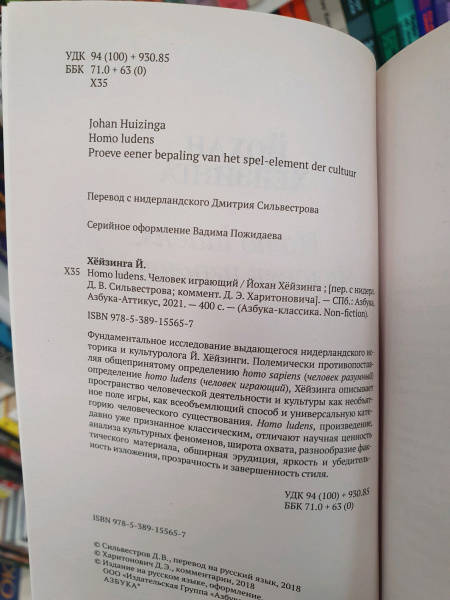 УДК 94 (100) + 930.85
ББК 71.0 + 63 (0)
Х35
Johan Huizinga
Homo ludens
Proeve eener bepaling van het spel-element der cultuur
Перевод с нидерландского Дмитрия Сильвестрова
Серийное оформление Вадима Пожидаева
Хёйзинга Й.
Х35 Homo ludens. Человек играющий / Йохан Хёйзинга ; [пер. с нидерл.
Д. В. Сильвестрова; коммент. Д. Э. Харитоновича]. — СПб.: Азбука,
Азбука-Аттикус, 2021. — 400 с. — (Азбука-классика. Non-fiction).
ISBN 978-5-389-15565-7
Фундаментальное исследование выдающегося нидерландского ис-
торика и культуролога Й. Хёйзинги. Полемически противопостав-
ляя общепринятому определению homo sapiens (человек разумный)
определение homo ludens (человек играющий), Хёйзинга описывает
пространство человеческой деятельности и культуры как необъят-
ное поле игры, как всеобъемлющий способ и универсальную кате-
горию человеческого существования. Homo ludens, произведение,
давно уже признанное классическим, отличают научная ценность
анализа культурных феноменов, широта охвата, разнообразие фак-
тического материала, обширная эрудиция, яркость и убедитель-
ность изложения, прозрачность и завершенность стиля.
УДК 94 (100) + 930.85
ББК 71.0 + 63 (0)
ISBN 978-5-389-15565-7
© Сильвестров Д. В., перевод на русский язык, 2018
© Харитонович Д. Э., комментарии, 2018
© Издание на русском языке, оформление.
ООО «Издательская Группа «Азбука
АЗБУКА®